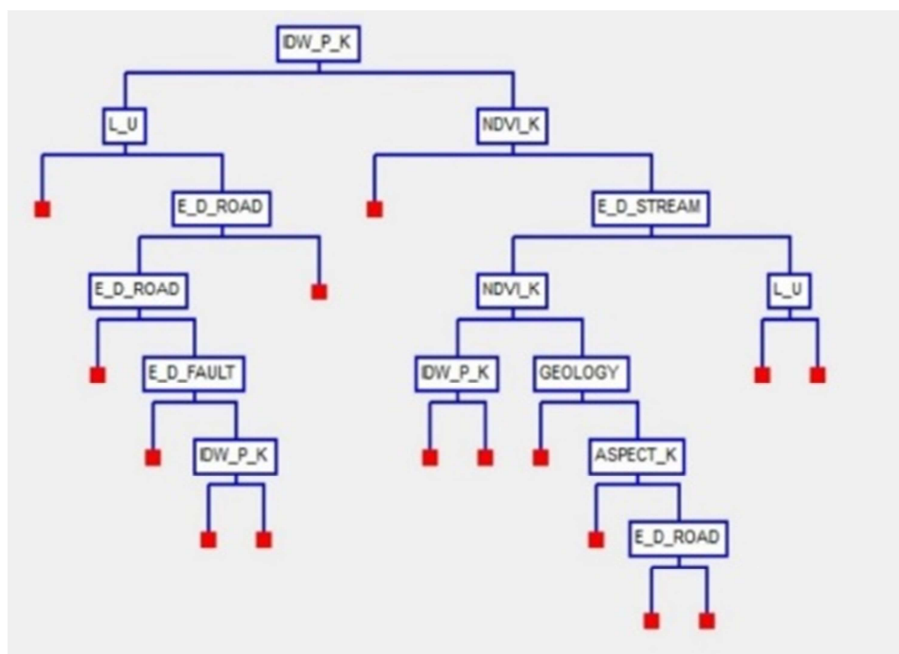 IDW_P_K
L_U
NDVI_K
E_D_ROAD
E_D_STREAM
E_D_ROAD
NDVI_K
L_U
E_D_FAULT
IDW_P_K
GEOLOGY
IDW_P_K
ASPECT_K
E_D_ROAD